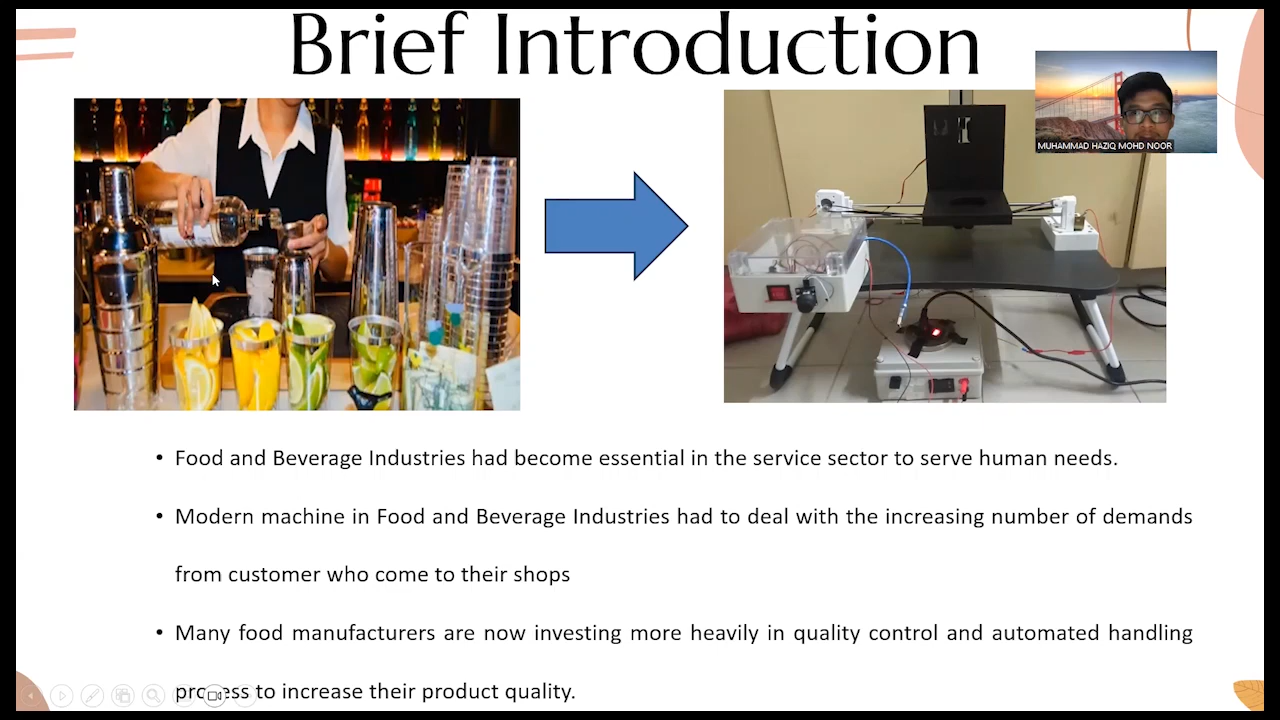 Brief Introduction
MUHAMMAD HAZIQ MOHD NOOR
• Food and Beverage Industries had become essential in the service sector to serve human needs.
• Modern machine in Food and Beverage Industries had to deal with the increasing number of demands
from customer who come to their shops
• Many food manufacturers are now investing more heavily in quality control and automated handling
process to increase their product quality.